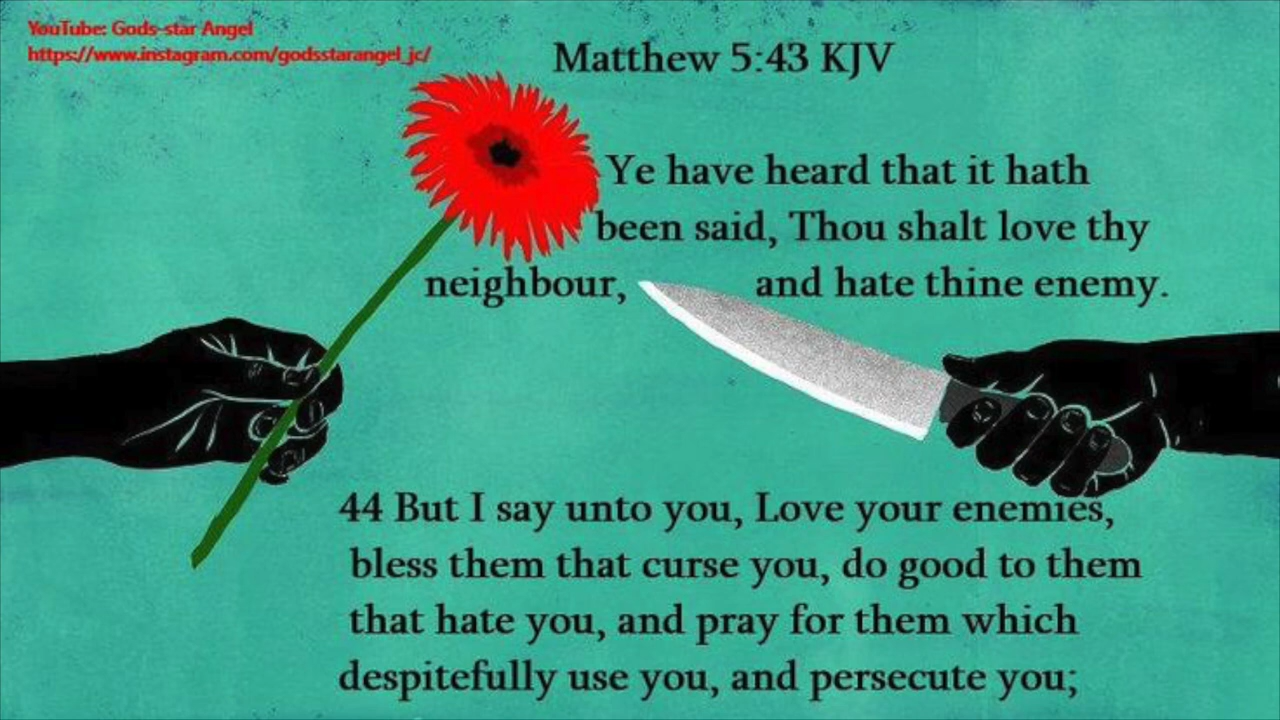 YouTube: Gods-star Angel
https://www.instagram.com/godsstarangel_jc/
Matthew 5:43 KJV
Ye have heard that it hath
been said, Thou shalt love thy
neighbour, and hate thine enemy.
44 But I say unto you, Love your enemies,
bless them that curse you, do good to them
that hate you, and pray for them which
despitefully use you, and persecute you;